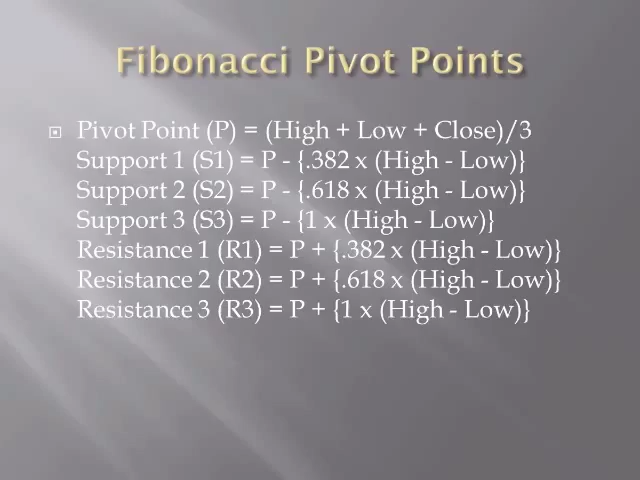 Fibonacci Pivot Points
Pivot Point (P) = (High + Low + Close)/3
Support 1 (S1) = P - {.382 x (High - Low)}
Support 2 (S2) = P - {.618 x (High - Low)}
Support 3 (S3) = P - {1 x (High - Low)}
Resistance 1 (R1) = P + {.382 x (High - Low)}
Resistance 2 (R2) = P + {.618 x (High - Low)}
Resistance 3 (R3) = P + {1 x (High - Low)}